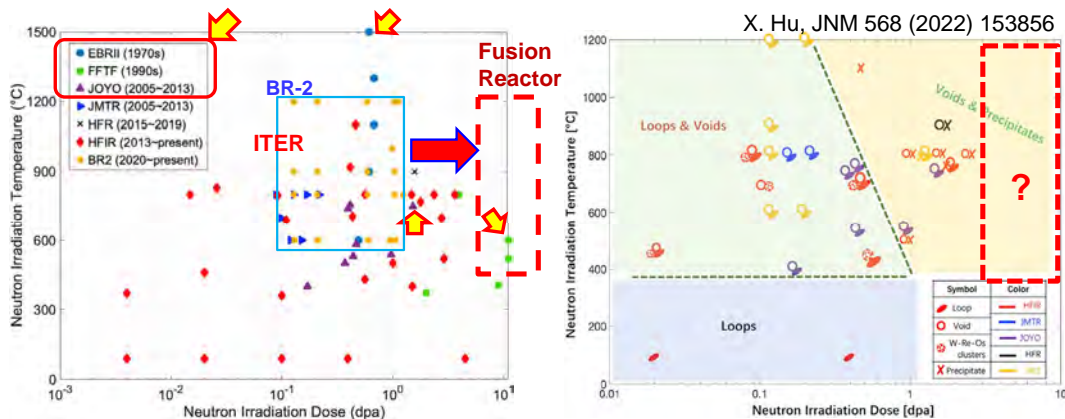 X. Hu, JNM 568 (2022) 153856
Neutron Irradiation Temperature (°C)
1500
1200
900
600
300
0
EBRII (1970s)
FFTF (1990s)
JOYO (2005~2013)
JMTR (2005~2013)
HFR (2015~2019)
HFIR (2013~present)
BR2 (2020~present)
BR-2
ITER
Fusion
Reactor
10-3
10-2
10-1
100
101
Neutron Irradiation Dose (dpa)
Neutron Irradiation Temperature [°C]
1200
1000
800
600
400
200
0
Loops & Voids
Voids & Precipitates
?
Loops
Symbol Color
Loop HFIR
Void JMTR
W-Re-Os JOYO
clusters HFR
Precipitate
0.01 0.1 1
Neutron Irradiation Dose [dpa]